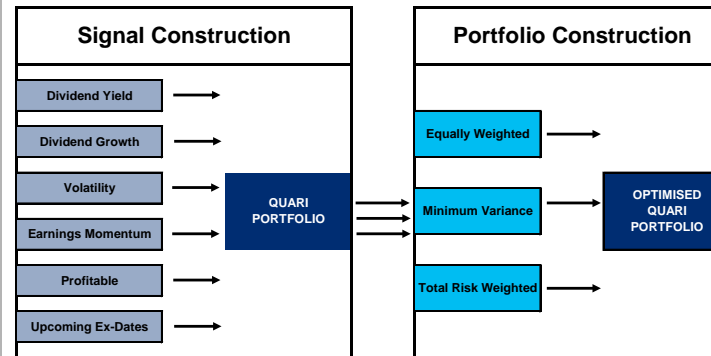 Signal Construction
Dividend Yield
Dividend Growth
Volatility
Earnings Momentum
Profitable
Upcoming Ex-Dates
QUARI
PORTFOLIO
Portfolio Construction
Equally Weighted
Minimum Variance
Total Risk Weighted
OPTIMISED
QUARI
PORTFOLIO